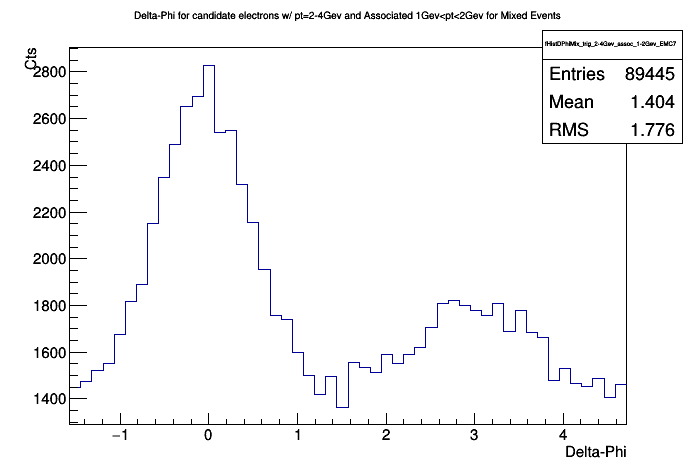 Delta-Phi for candidate electrons w/ pt=2-4Gev and Associated 1Gev<pt<2Gev for Mixed Events
fHistDPhiMix_trig_2-4Gev_assoc_1-2Gev_EMC7
Entries 89445
Mean 1.404
RMS 1.776
Cts
2800
2600
2400
2200
2000
1800
1600
1400
−1 0 1 2 3 4
Delta-Phi